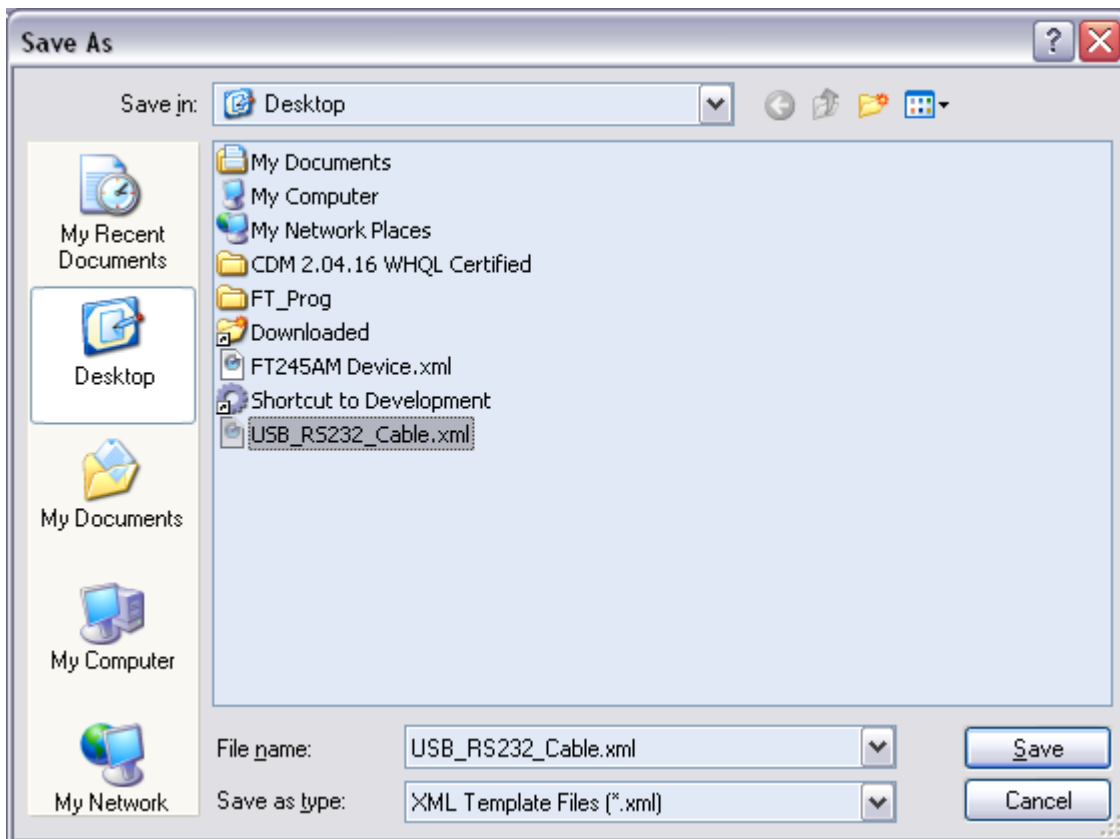 Save As
Save in:
Desktop
My Recent
Documents
Desktop
My Documents
My Computer
My Network
My Documents
My Computer
My Network Places
CDM 2.04.16 WHQL Certified
FT_Prog
Downloaded
FT245AM Device.xml
Shortcut to Development
USB_RS232_Cable.xml
File name:
USB_RS232_Cable.xml
Save
Save as type:
XML Template Files (*.xml)
Cancel